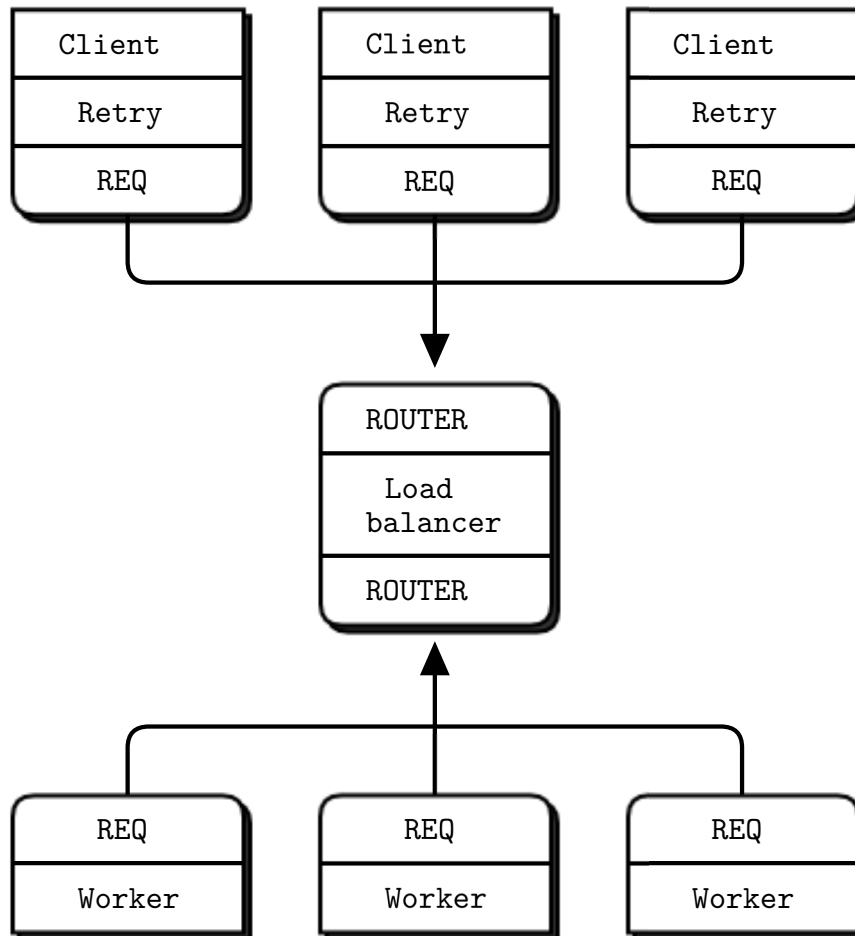 Client
Client
Client
Retry
Retry
Retry
REQ
REQ
REQ
ROUTER
Load
balancer
ROUTER
REQ
REQ
REQ
Worker
Worker
Worker